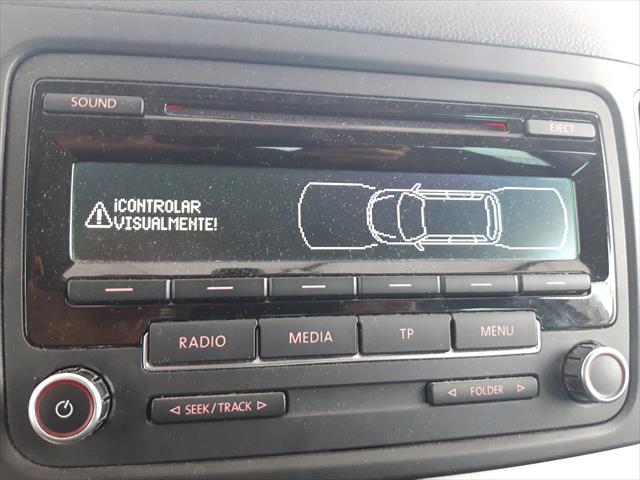 SOUND
EJECT
¡CONTROLAR
VISUALMENTE!
RADIO
MEDIA
TP
MENU
SEEK/TRACK
FOLDER